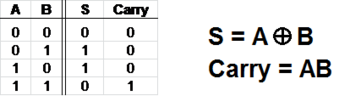 A B S Carry
0 0 0 0
0 1 1 0
1 0 1 0
1 1 0 1
S = A ⊕ B
Carry = AB